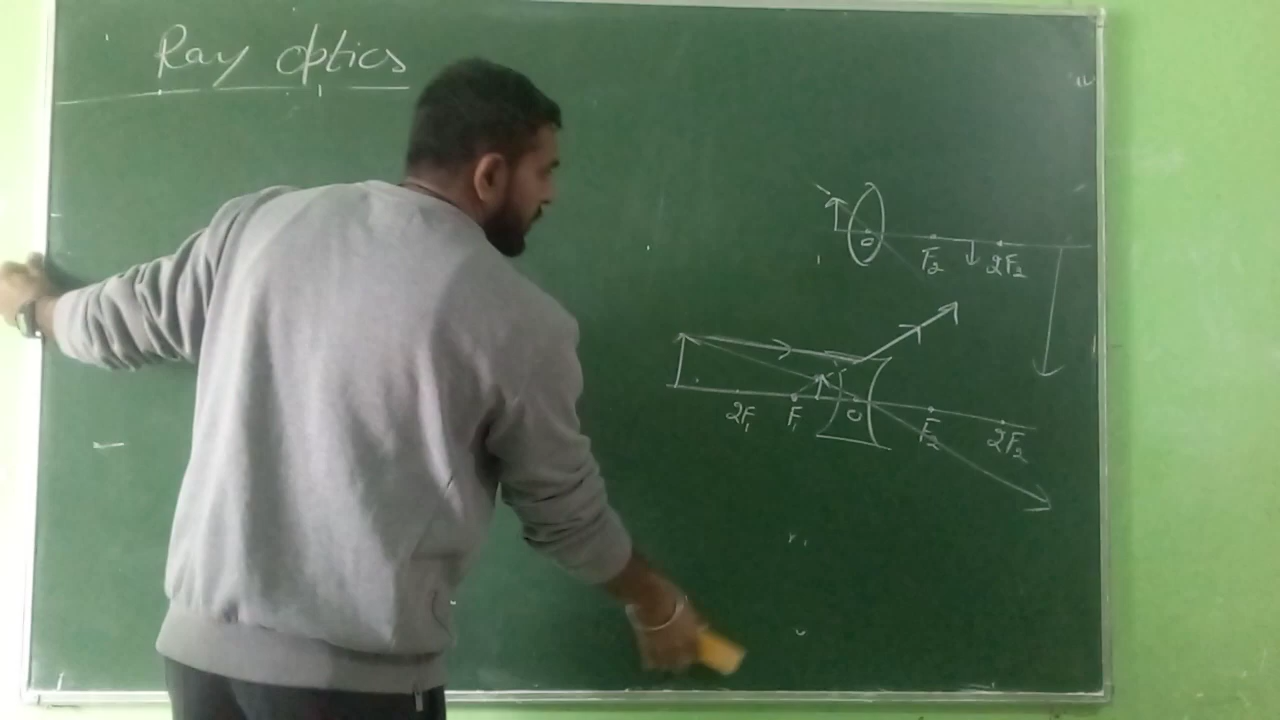 Ray optics
O F₂ 2F₂
2F₁ F₁ O F₂ 2F₂